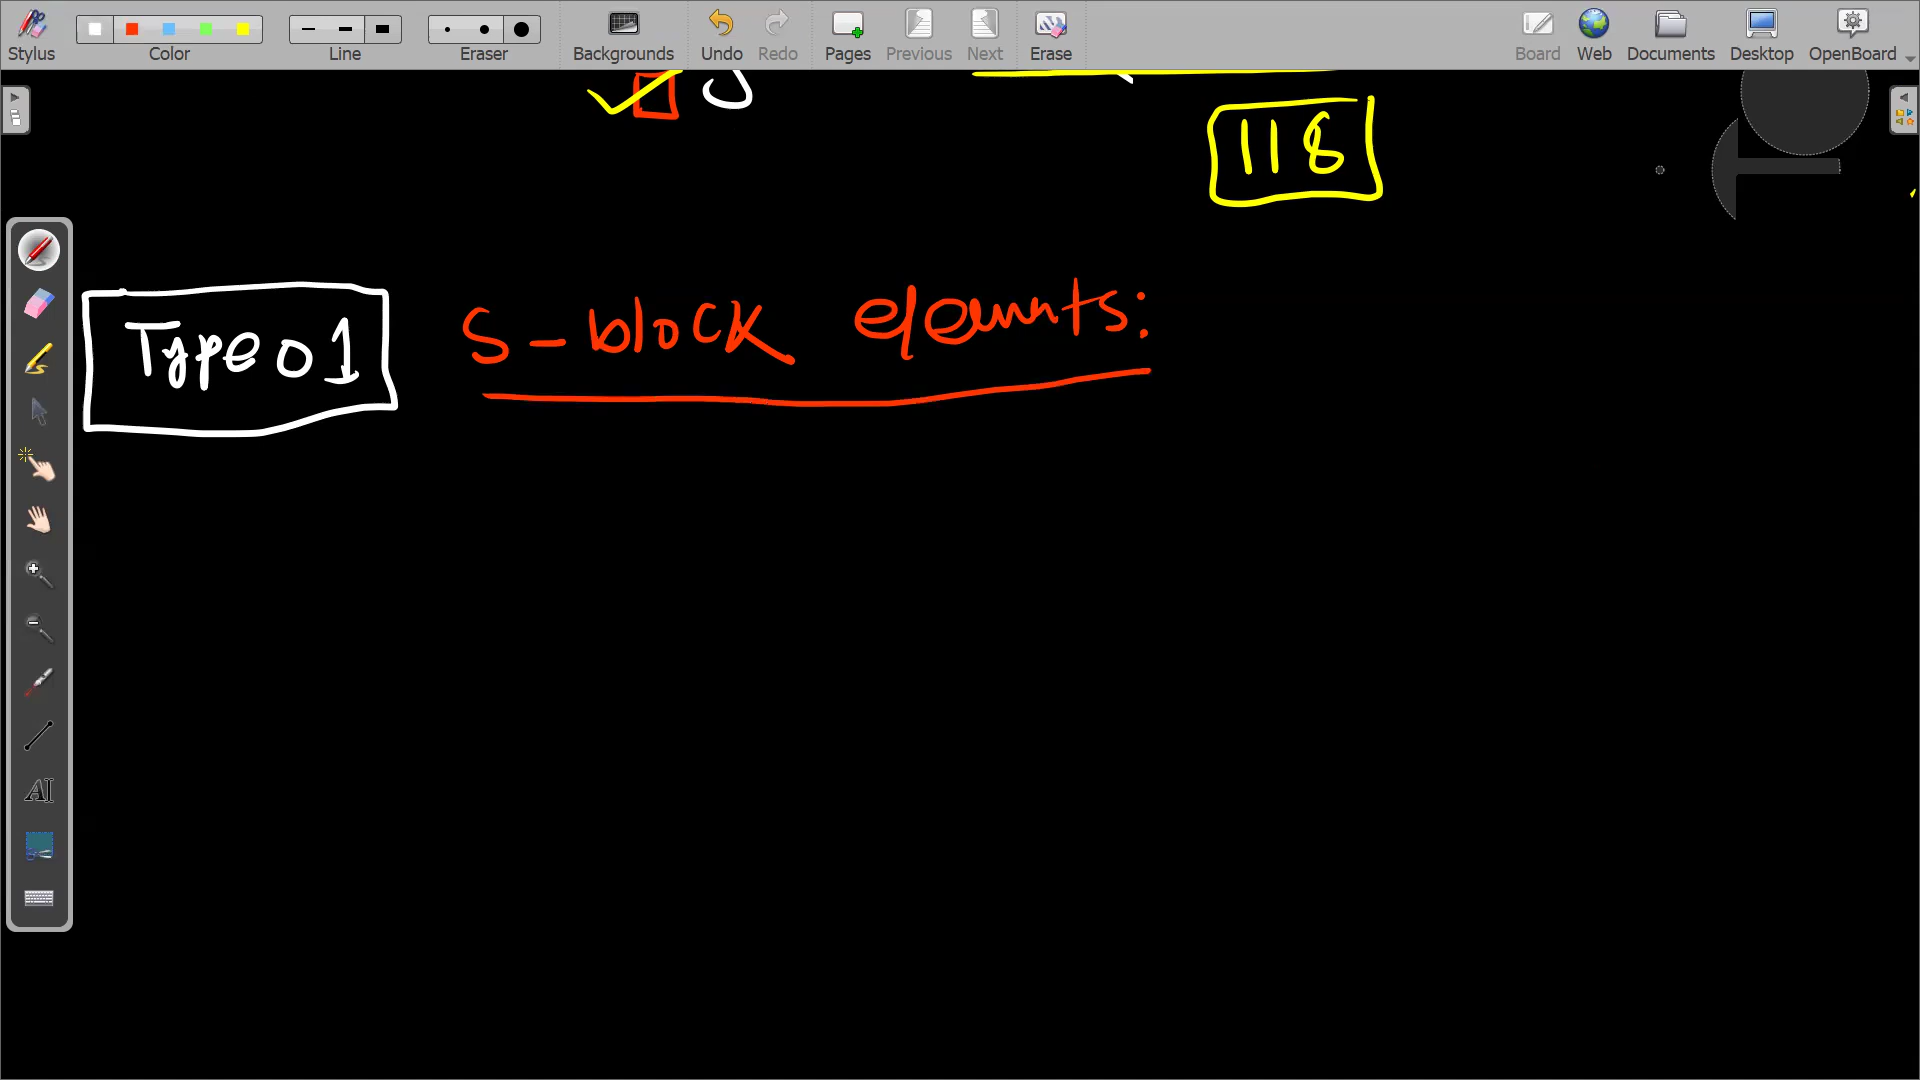 Stylus Color Line Eraser Backgrounds Undo Redo Pages Previous Next Erase Board Web Documents Desktop OpenBoard
118
Type 01 S-block elements:
AI